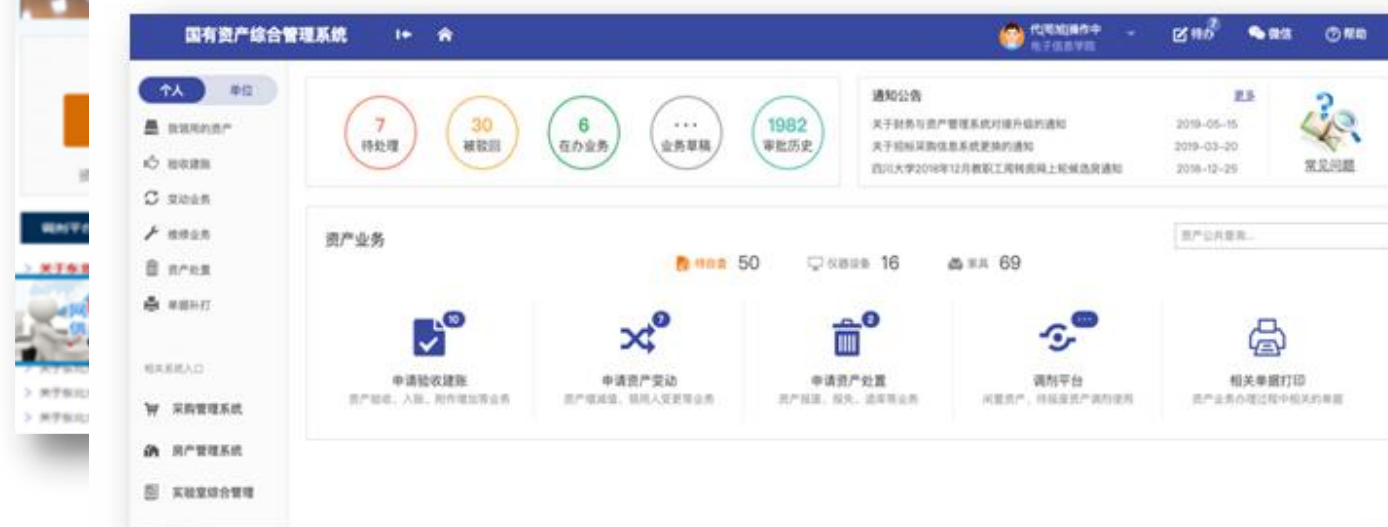 国有资产综合管理系统
代[司旭]操作中
电子信息学院
待办
7
微信
帮助
个人
单位
我领用的资产
验收建账
变动业务
维修业务
资产处置
单据补打
相关系统入口
采购管理系统
房产管理系统
实验室综合管理
7
待处理
30
被驳回
6
在办业务
...
业务草稿
1982
审批历史
通知公告
更多
关于财务与资产管理系统对接升级的通知 2019-05-15
关于招标采购信息系统更换的通知 2019-03-20
四川大学2018年12月教职工周转房网上轮候选房通知 2018-12-25
常见问题
资产业务
资产公共查询...
待自查 50
仪器设备 16
家具 69
10
申请验收建账
资产验收、入账、附件增加等业务
7
申请资产变动
资产增减值、领用人变更等业务
2
申请资产处置
资产报废、报失、退库等业务
...
调剂平台
闲置资产、待报废资产调剂使用
相关单据打印
资产业务办理过程中相关的单据
调剂平台